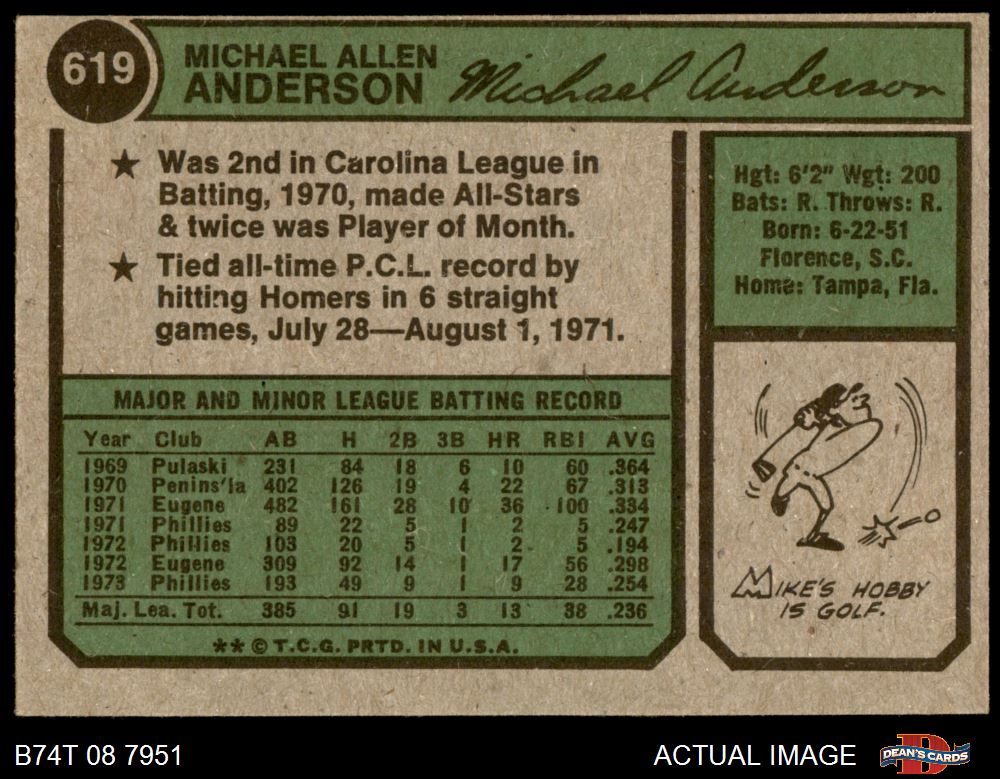 619
MICHAEL ALLEN
ANDERSON
Michael Anderson
★ Was 2nd in Carolina League in
Batting, 1970, made All-Stars
& twice was Player of Month.
★ Tied all-time P.C.L. record by
hitting Homers in 6 straight
games, July 28—August 1, 1971.
Hgt: 6'2" Wgt: 200
Bats: R. Throws: R.
Born: 6-22-51
Florence, S.C.
Home: Tampa, Fla.
MAJOR AND MINOR LEAGUE BATTING RECORD
Year Club AB H 2B 3B HR RBI AVG
1969 Pulaski 231 84 18 6 10 60 .364
1970 Penins'la 402 126 19 4 22 67 .313
1971 Eugene 482 161 28 10 36 100 .334
1971 Phillies 89 22 5 1 2 5 .247
1972 Phillies 103 20 5 1 2 5 .194
1972 Eugene 309 92 14 1 17 56 .298
1973 Phillies 193 49 9 1 9 28 .254
Maj. Lea. Tot. 385 91 19 3 13 38 .236
** © T.C.G. PRTD. IN U.S.A.
MIKE'S HOBBY
IS GOLF.
B74T 08 7951
ACTUAL IMAGE
DEAN'S CARDS